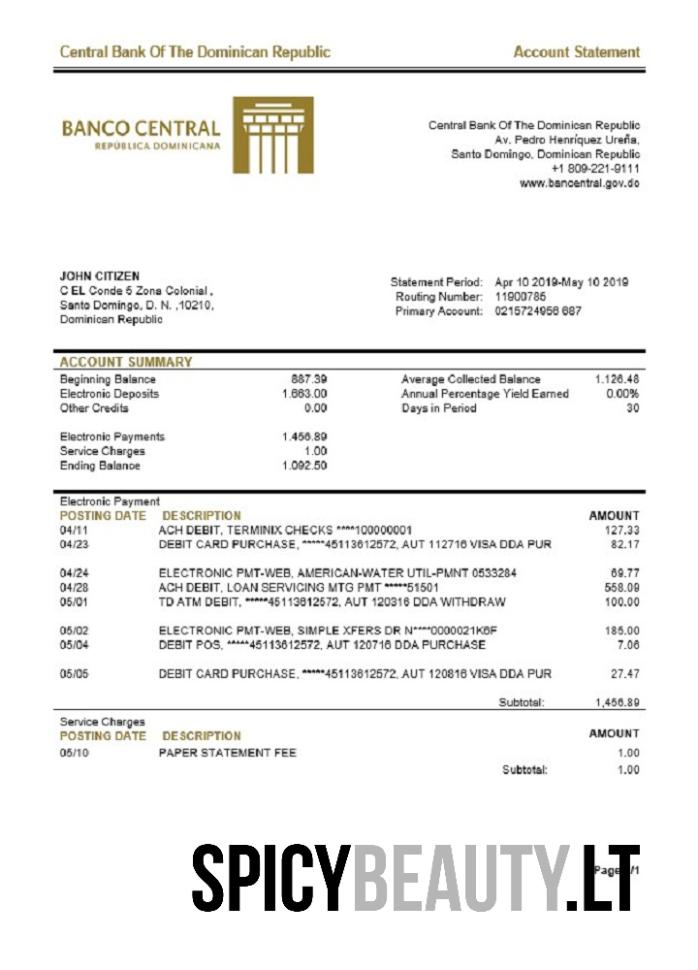 Central Bank Of The Dominican Republic Account Statement
BANCO CENTRAL
REPÚBLICA DOMINICANA
Central Bank Of The Dominican Republic
Av. Pedro Henríquez Ureña,
Santo Domingo, Dominican Republic
+1 809-221-9111
www.bancentral.gov.do
JOHN CITIZEN
C EL Conde 5 Zona Colonial ,
Santo Domingo, D. N. ,10210,
Dominican Republic
Statement Period: Apr 10 2019-May 10 2019
Routing Number: 11900785
Primary Account: 0215724956 687
ACCOUNT SUMMARY
Beginning Balance 887.39 Average Collected Balance 1.126.48
Electronic Deposits 1.663.00 Annual Percentage Yield Earned 0.00%
Other Credits 0.00 Days in Period 30
Electronic Payments 1.456.89
Service Charges 1.00
Ending Balance 1.092.50
Electronic Payment
POSTING DATE DESCRIPTION AMOUNT
04/11 ACH DEBIT, TERMINIX CHECKS ****100000001 127.33
04/23 DEBIT CARD PURCHASE, *****45113612572, AUT 112716 VISA DDA PUR 82.17
04/24 ELECTRONIC PMT-WEB, AMERICAN-WATER UTIL-PMNT 0533284 69.77
04/28 ACH DEBIT, LOAN SERVICING MTG PMT *****51501 558.09
05/01 TD ATM DEBIT, *****45113612572, AUT 120316 DDA WITHDRAW 100.00
05/02 ELECTRONIC PMT-WEB, SIMPLE XFERS DR N****0000021K6F 185.00
05/04 DEBIT POS, *****45113612572, AUT 120716 DDA PURCHASE 7.06
05/05 DEBIT CARD PURCHASE, *****45113612572, AUT 120816 VISA DDA PUR 27.47
Subtotal: 1,456.89
Service Charges
POSTING DATE DESCRIPTION AMOUNT
05/10 PAPER STATEMENT FEE 1.00
Subtotal: 1.00
Page /1
SPICYBEAUTY.LT